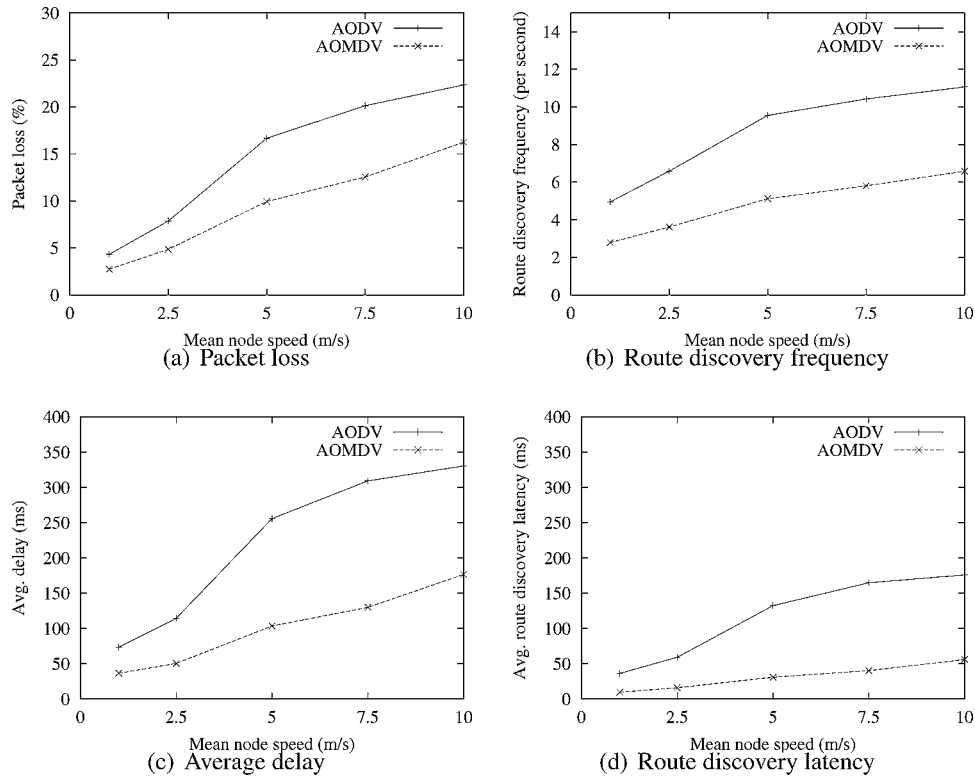 30
25
20
15
10
5
0
Packet loss (%)
AODV
AOMDV
0 2.5 5 7.5 10
Mean node speed (m/s)
(a) Packet loss
14
12
10
8
6
4
2
0
Route discovery frequency (per second)
AODV
AOMDV
0 2.5 5 7.5 10
Mean node speed (m/s)
(b) Route discovery frequency
400
350
300
250
200
150
100
50
0
Avg. delay (ms)
AODV
AOMDV
0 2.5 5 7.5 10
Mean node speed (m/s)
(c) Average delay
400
350
300
250
200
150
100
50
0
Avg. route discovery latency (ms)
AODV
AOMDV
0 2.5 5 7.5 10
Mean node speed (m/s)
(d) Route discovery latency